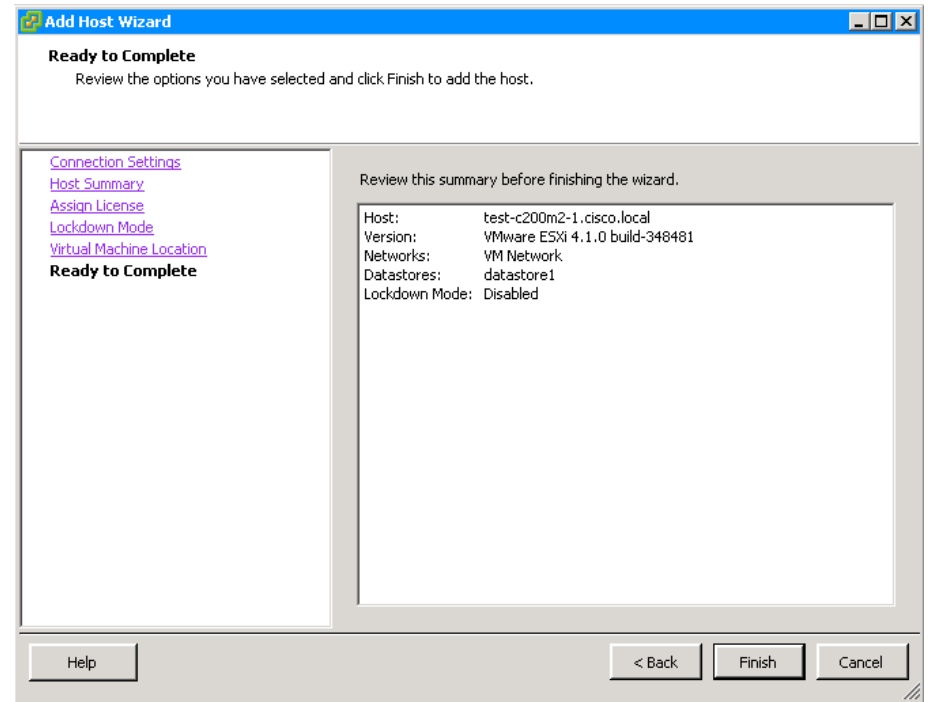 Add Host Wizard
Ready to Complete
Review the options you have selected and click Finish to add the host.
Connection Settings
Host Summary
Assign License
Lockdown Mode
Virtual Machine Location
Ready to Complete
Review this summary before finishing the wizard.
Host: test-c200m2-1.cisco.local
Version: VMware ESXi 4.1.0 build-348481
Networks: VM Network
Datastores: datastore1
Lockdown Mode: Disabled
Help
< Back
Finish
Cancel